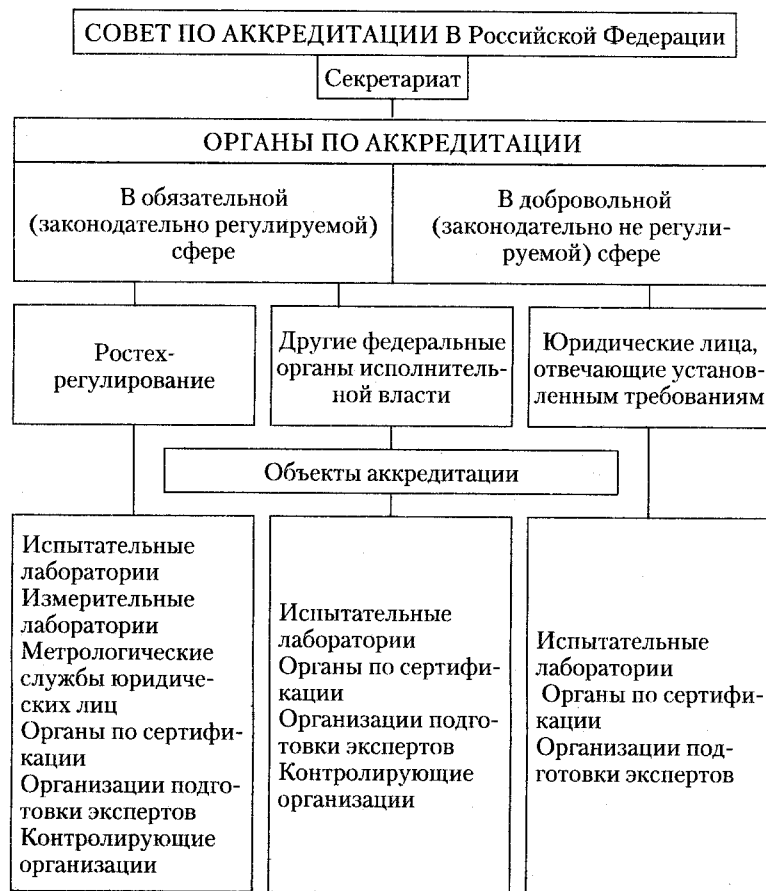 СОВЕТ ПО АККРЕДИТАЦИИ В Российской Федерации
Секретариат
ОРГАНЫ ПО АККРЕДИТАЦИИ
В обязательной
(законодательно регулируемой)
сфере
В добровольной
(законодательно не регули-
руемой) сфере
Ростех-
регулирование
Другие федеральные
органы исполнитель-
ной власти
Юридические лица,
отвечающие установ-
ленным требованиям
Объекты аккредитации
Испытательные
лаборатории
Измерительные
лаборатории
Метрологические
службы юридиче-
ских лиц
Органы по сертифи-
кации
Организации подго-
товки экспертов
Контролирующие
организации
Испытательные
лаборатории
Органы по сертифи-
кации
Организации подго-
товки экспертов
Контролирующие
организации
Испытательные
лаборатории
Органы по сертифи-
кации
Организации под-
готовки экспертов